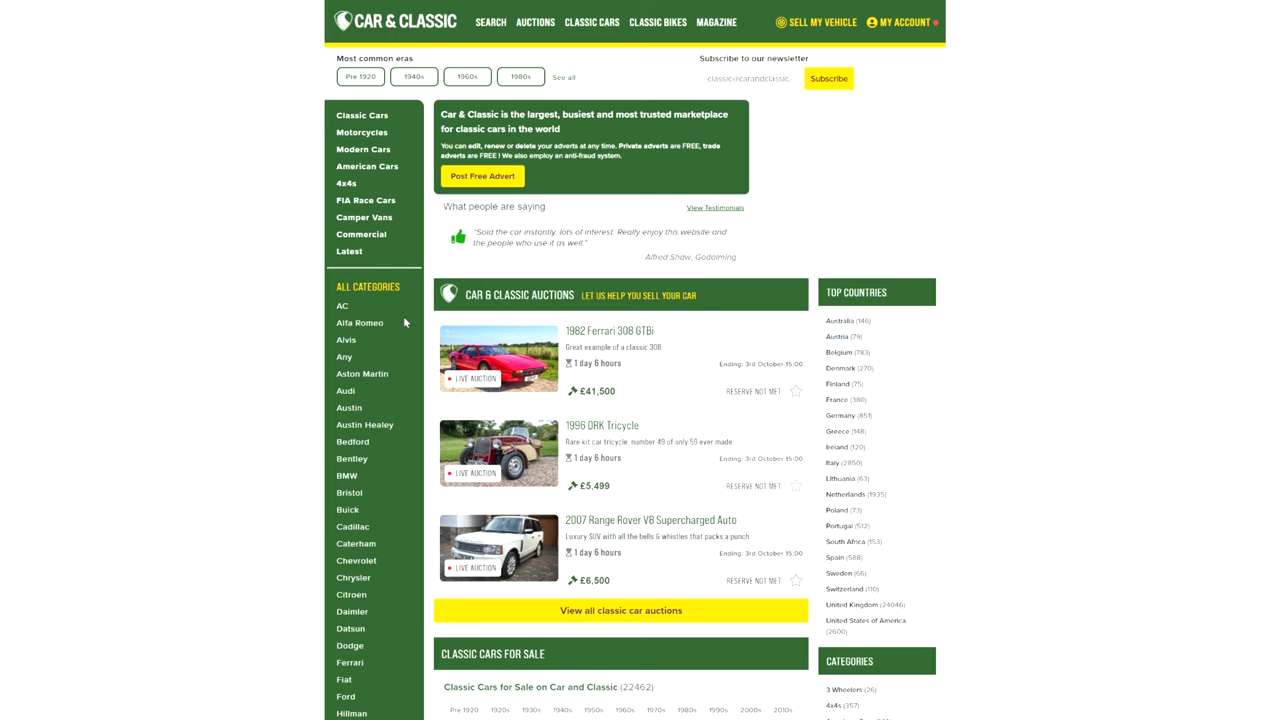 CAR & CLASSIC
SEARCH AUCTIONS CLASSIC CARS CLASSIC BIKES MAGAZINE
SELL MY VEHICLE MY ACCOUNT
Most common eras
Pre 1920 1940s 1960s 1980s See all
Subscribe to our newsletter
Subscribe
Classic Cars
Motorcycles
Modern Cars
American Cars
4x4s
FIA Race Cars
Camper Vans
Commercial
Latest
ALL CATEGORIES
AC
Alfa Romeo
Alvis
Any
Aston Martin
Audi
Austin
Austin Healey
Bedford
Bentley
BMW
Bristol
Buick
Cadillac
Caterham
Chevrolet
Chrysler
Citroen
Daimler
Datsun
Dodge
Ferrari
Fiat
Ford
Hillman
Car & Classic is the largest, busiest and most trusted marketplace
for classic cars in the world
You can edit, renew or delete your adverts at any time. Private adverts are FREE, trade
adverts are FREE ! We also employ an anti-fraud system.
Post Free Advert
What people are saying
View Testimonials
"Sold the car instantly, lots of interest. Really enjoy this website and
the people who use it as well."
- Alfred Shaw, Godalming
CAR & CLASSIC AUCTIONS LET US HELP YOU SELL YOUR CAR
1982 Ferrari 308 GTBi
Great example of a classic 308
1 day 6 hours
Ending: 3rd October 15:00
LIVE AUCTION
£41,500
RESERVE NOT MET
1996 DRK Tricycle
Rare kit car tricycle, number 49 of only 59 ever made
1 day 6 hours
Ending: 3rd October 15:00
LIVE AUCTION
£5,499
RESERVE NOT MET
2007 Range Rover V8 Supercharged Auto
Luxury SUV with all the bells & whistles that packs a punch
1 day 6 hours
Ending: 3rd October 15:00
LIVE AUCTION
£6,500
RESERVE NOT MET
View all classic car auctions
CLASSIC CARS FOR SALE
Classic Cars for Sale on Car and Classic (22462)
Pre 1920 1920s 1930s 1940s 1950s 1960s 1970s 1980s 1990s 2000s 2010s
TOP COUNTRIES
Australia (146)
Austria (79)
Belgium (783)
Denmark (270)
Finland (75)
France (380)
Germany (851)
Greece (148)
Ireland (120)
Italy (2850)
Lithuania (63)
Netherlands (1935)
Poland (73)
Portugal (512)
South Africa (153)
Spain (588)
Sweden (66)
Switzerland (110)
United Kingdom (24046)
United States of America
(2600)
CATEGORIES
3 Wheelers (26)
4x4s (357)